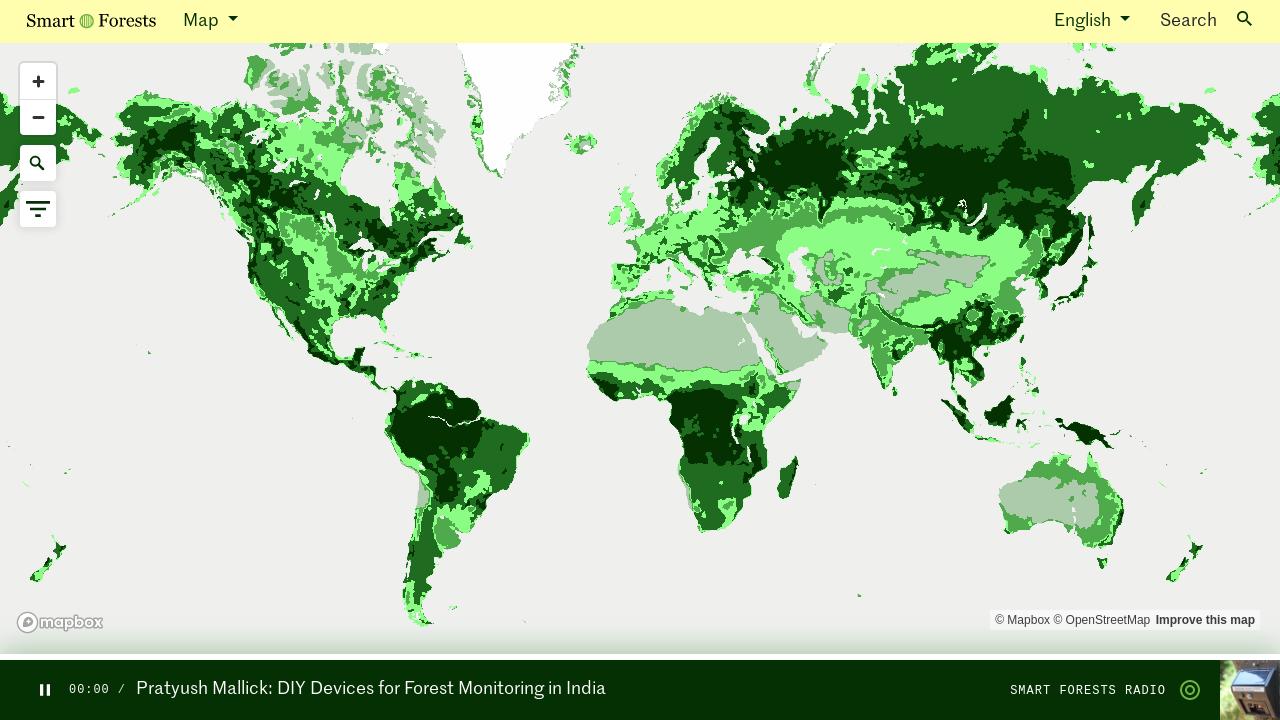 Smart Forests
Map
English
Search
mapbox
© Mapbox © OpenStreetMap Improve this map
00:00 /
Pratyush Mallick: DIY Devices for Forest Monitoring in India
SMART FORESTS RADIO